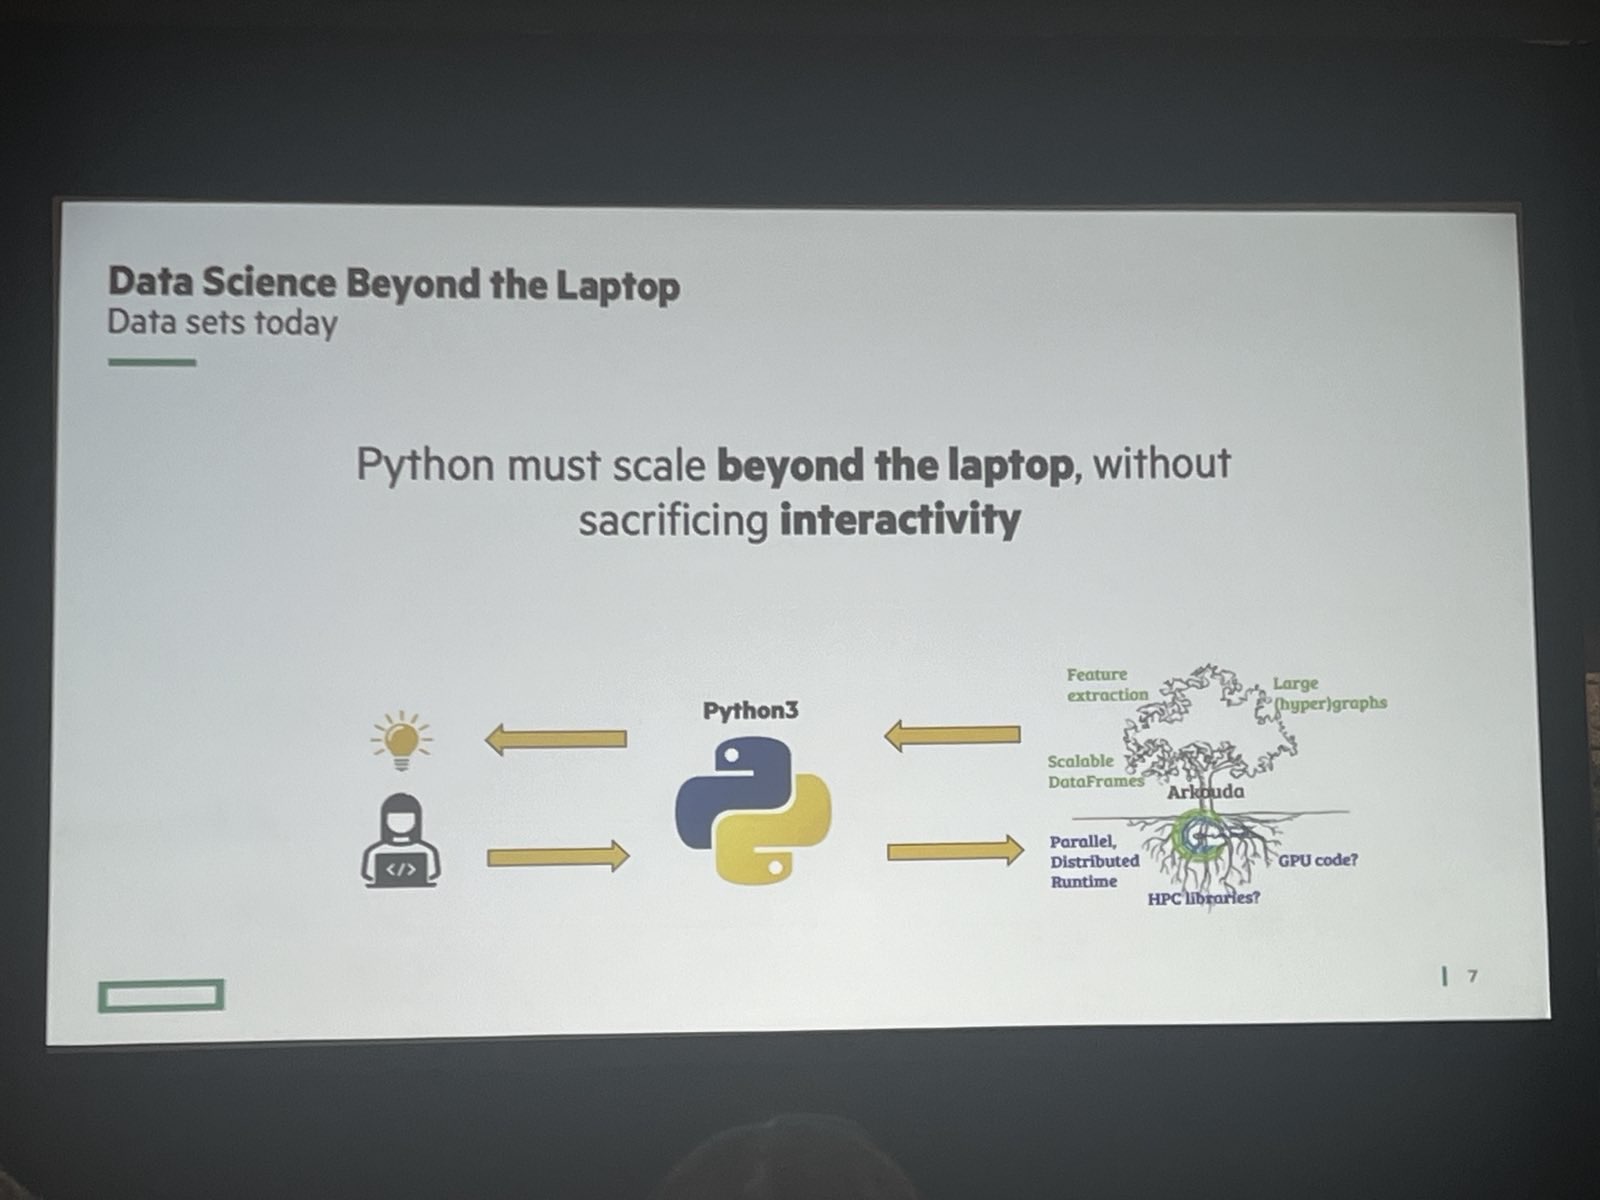 Data Science Beyond the Laptop
Data sets today
Python must scale beyond the laptop, without
sacrificing interactivity
Python3
</>
Feature
extraction
Large
(hyper)graphs
Scalable
DataFrames
Arkouda
Parallel,
Distributed
Runtime
GPU code?
HPC libraries?
7